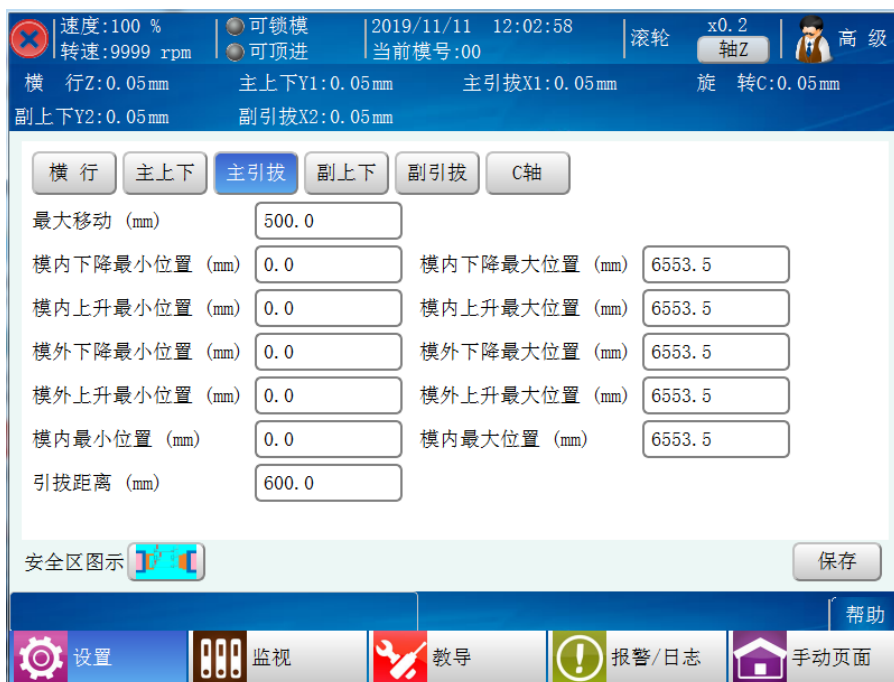 速度:100 % 可锁模 2019/11/11 12:02:58 滚轮 x0.2 高 级
转速:9999 rpm 可顶进 当前模号:00 轴Z
横 行Z:0.05mm 主上下Y1:0.05mm 主引拔X1:0.05mm 旋 转C:0.05mm
副上下Y2:0.05mm 副引拔X2:0.05mm
横 行 主上下 主引拔 副上下 副引拔 C轴
最大移动 (mm) 500.0
模内下降最小位置 (mm) 0.0 模内下降最大位置 (mm) 6553.5
模内上升最小位置 (mm) 0.0 模内上升最大位置 (mm) 6553.5
模外下降最小位置 (mm) 0.0 模外下降最大位置 (mm) 6553.5
模外上升最小位置 (mm) 0.0 模外上升最大位置 (mm) 6553.5
模内最小位置 (mm) 0.0 模内最大位置 (mm) 6553.5
引拔距离 (mm) 600.0
安全区图示 保存
帮助
设置 监视 教导 报警/日志 手动页面